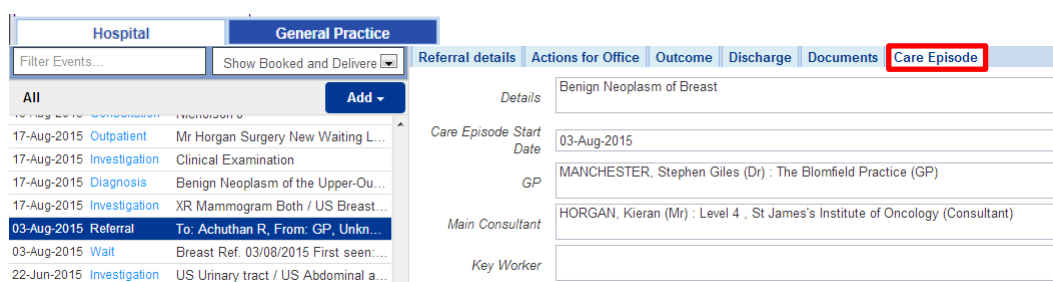 Hospital General Practice
Filter Events... Show Booked and Delivere
Referral details Actions for Office Outcome Discharge Documents Care Episode
All Add
17-Aug-2015 Outpatient Mr Horgan Surgery New Waiting L...
17-Aug-2015 Investigation Clinical Examination
17-Aug-2015 Diagnosis Benign Neoplasm of the Upper-Ou...
17-Aug-2015 Investigation XR Mammogram Both / US Breast...
03-Aug-2015 Referral To: Achuthan R, From: GP, Unkn...
03-Aug-2015 Wait Breast Ref. 03/08/2015 First seen:...
22-Jun-2015 Investigation US Urinary tract / US Abdominal a...
Details Benign Neoplasm of Breast
Care Episode Start
Date 03-Aug-2015
GP MANCHESTER, Stephen Giles (Dr) : The Blomfield Practice (GP)
Main Consultant HORGAN, Kieran (Mr) : Level 4 , St James's Institute of Oncology (Consultant)
Key Worker